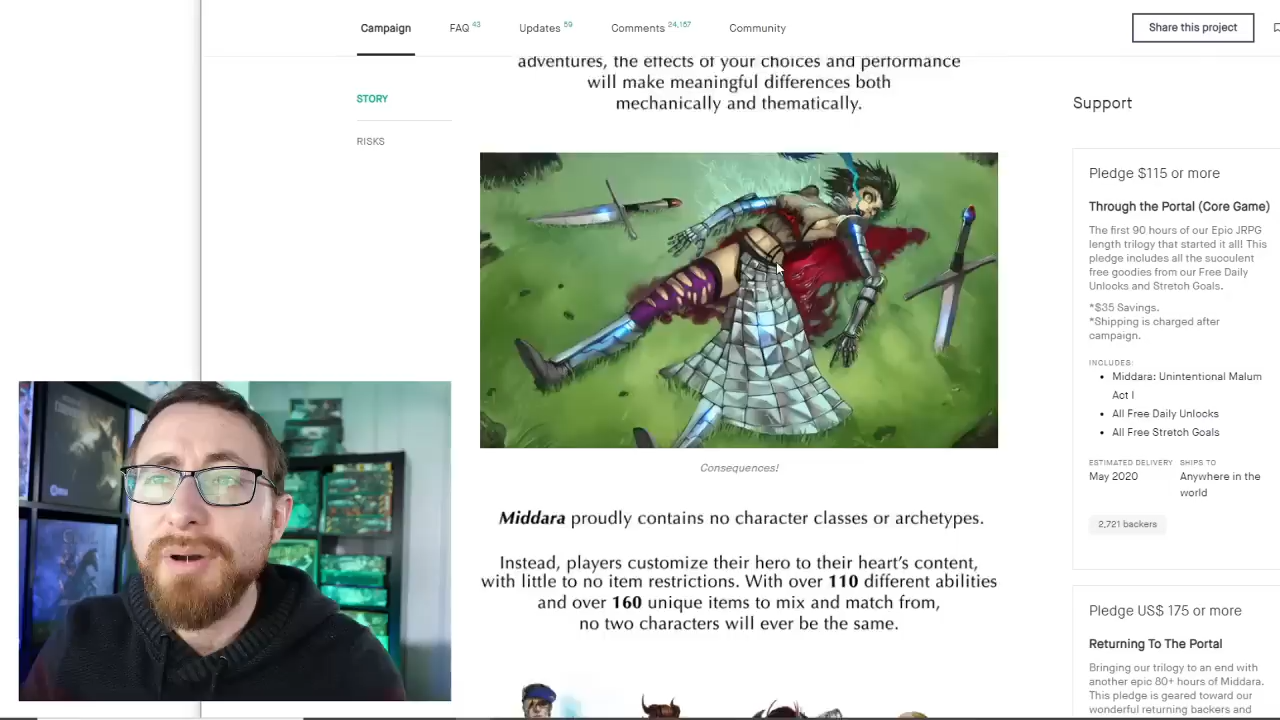 Campaign
FAQ 43
Updates 59
Comments 24,157
Community
Share this project
STORY
RISKS
adventures, the effects of your choices and performance
will make meaningful differences both
mechanically and thematically.
Consequences!
Middara proudly contains no character classes or archetypes.
Instead, players customize their hero to their heart's content,
with little to no item restrictions. With over 110 different abilities
and over 160 unique items to mix and match from,
no two characters will ever be the same.
Support
Pledge $115 or more
Through the Portal (Core Game)
The first 90 hours of our Epic JRPG
length trilogy that started it all! This
pledge includes all the succulent
free goodies from our Free Daily
Unlocks and Stretch Goals.
*$35 Savings.
*Shipping is charged after
campaign.
INCLUDES:
• Middara: Unintentional Malum
Act I
• All Free Daily Unlocks
• All Free Stretch Goals
ESTIMATED DELIVERY
May 2020
SHIPS TO
Anywhere in the
world
2,721 backers
Pledge US$ 175 or more
Returning To The Portal
Bringing our trilogy to an end with
another epic 80+ hours of Middara.
This pledge is geared toward our
wonderful returning backers and